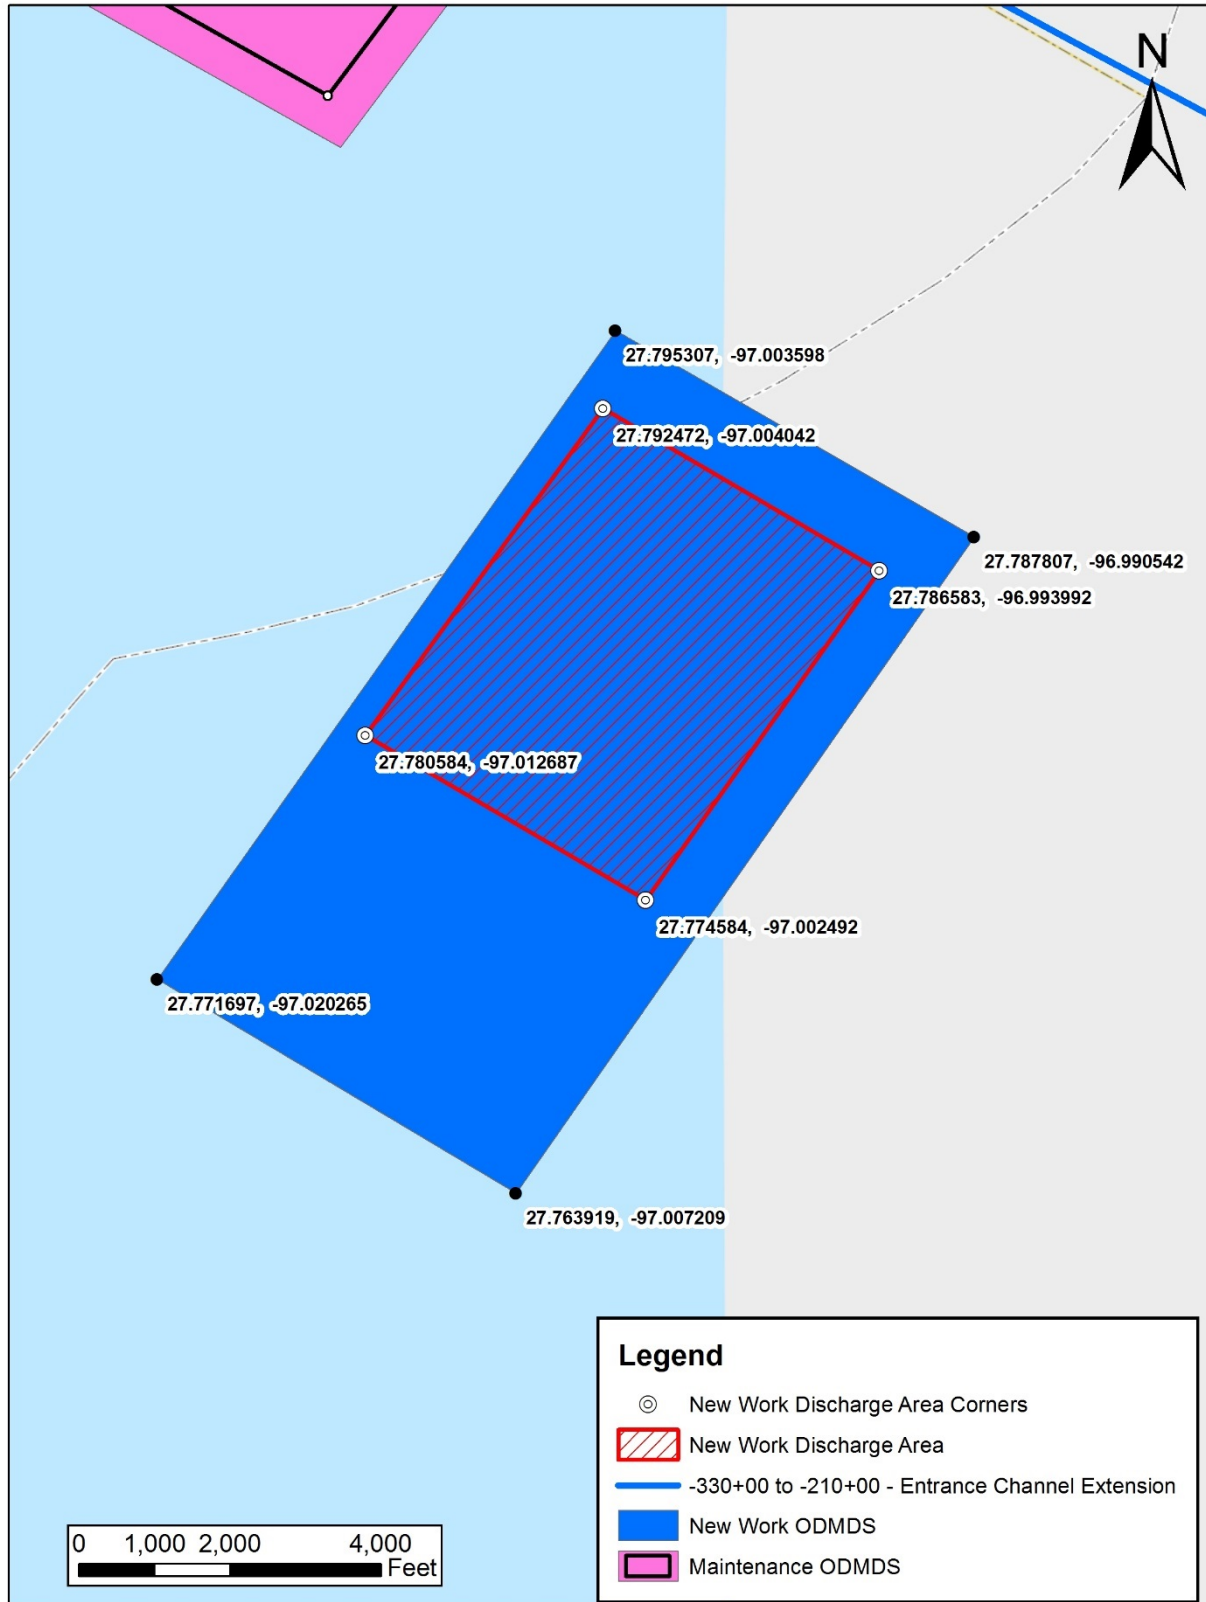 N
27.795307, -97.003598
27.792472, -97.004042
27.787807, -96.990542
27.786583, -96.993992
27.780584, -97.012687
27.774584, -97.002492
27.771697, -97.020265
27.763919, -97.007209
Legend
New Work Discharge Area Corners
New Work Discharge Area
-330+00 to -210+00 - Entrance Channel Extension
New Work ODMDS
Maintenance ODMDS
0 1,000 2,000 4,000
Feet